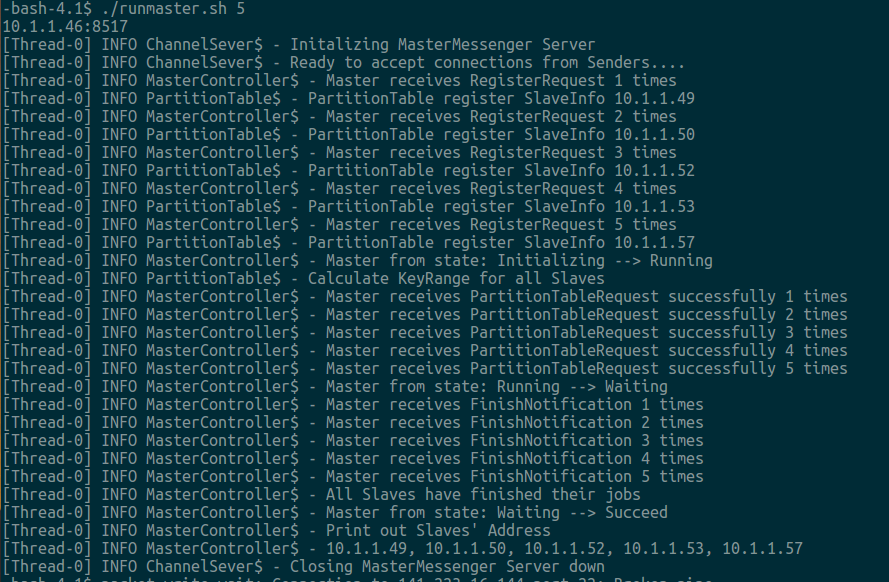 -bash-4.1$ ./runmaster.sh 5
10.1.1.46:8517
[Thread-0] INFO ChannelSever$ - Initalizing MasterMessenger Server
[Thread-0] INFO ChannelSever$ - Ready to accept connections from Senders....
[Thread-0] INFO MasterController$ - Master receives RegisterRequest 1 times
[Thread-0] INFO PartitionTable$ - PartitionTable register SlaveInfo 10.1.1.49
[Thread-0] INFO MasterController$ - Master receives RegisterRequest 2 times
[Thread-0] INFO PartitionTable$ - PartitionTable register SlaveInfo 10.1.1.50
[Thread-0] INFO MasterController$ - Master receives RegisterRequest 3 times
[Thread-0] INFO PartitionTable$ - PartitionTable register SlaveInfo 10.1.1.52
[Thread-0] INFO MasterController$ - Master receives RegisterRequest 4 times
[Thread-0] INFO PartitionTable$ - PartitionTable register SlaveInfo 10.1.1.53
[Thread-0] INFO MasterController$ - Master receives RegisterRequest 5 times
[Thread-0] INFO PartitionTable$ - PartitionTable register SlaveInfo 10.1.1.57
[Thread-0] INFO MasterController$ - Master from state: Initializing --> Running
[Thread-0] INFO PartitionTable$ - Calculate KeyRange for all Slaves
[Thread-0] INFO MasterController$ - Master receives PartitionTableRequest successfully 1 times
[Thread-0] INFO MasterController$ - Master receives PartitionTableRequest successfully 2 times
[Thread-0] INFO MasterController$ - Master receives PartitionTableRequest successfully 3 times
[Thread-0] INFO MasterController$ - Master receives PartitionTableRequest successfully 4 times
[Thread-0] INFO MasterController$ - Master receives PartitionTableRequest successfully 5 times
[Thread-0] INFO MasterController$ - Master from state: Running --> Waiting
[Thread-0] INFO MasterController$ - Master receives FinishNotification 1 times
[Thread-0] INFO MasterController$ - Master receives FinishNotification 2 times
[Thread-0] INFO MasterController$ - Master receives FinishNotification 3 times
[Thread-0] INFO MasterController$ - Master receives FinishNotification 4 times
[Thread-0] INFO MasterController$ - Master receives FinishNotification 5 times
[Thread-0] INFO MasterController$ - All Slaves have finished their jobs
[Thread-0] INFO MasterController$ - Master from state: Waiting --> Succeed
[Thread-0] INFO MasterController$ - Print out Slaves' Address
[Thread-0] INFO MasterController$ - 10.1.1.49, 10.1.1.50, 10.1.1.52, 10.1.1.53, 10.1.1.57
[Thread-0] INFO ChannelSever$ - Closing MasterMessenger Server down